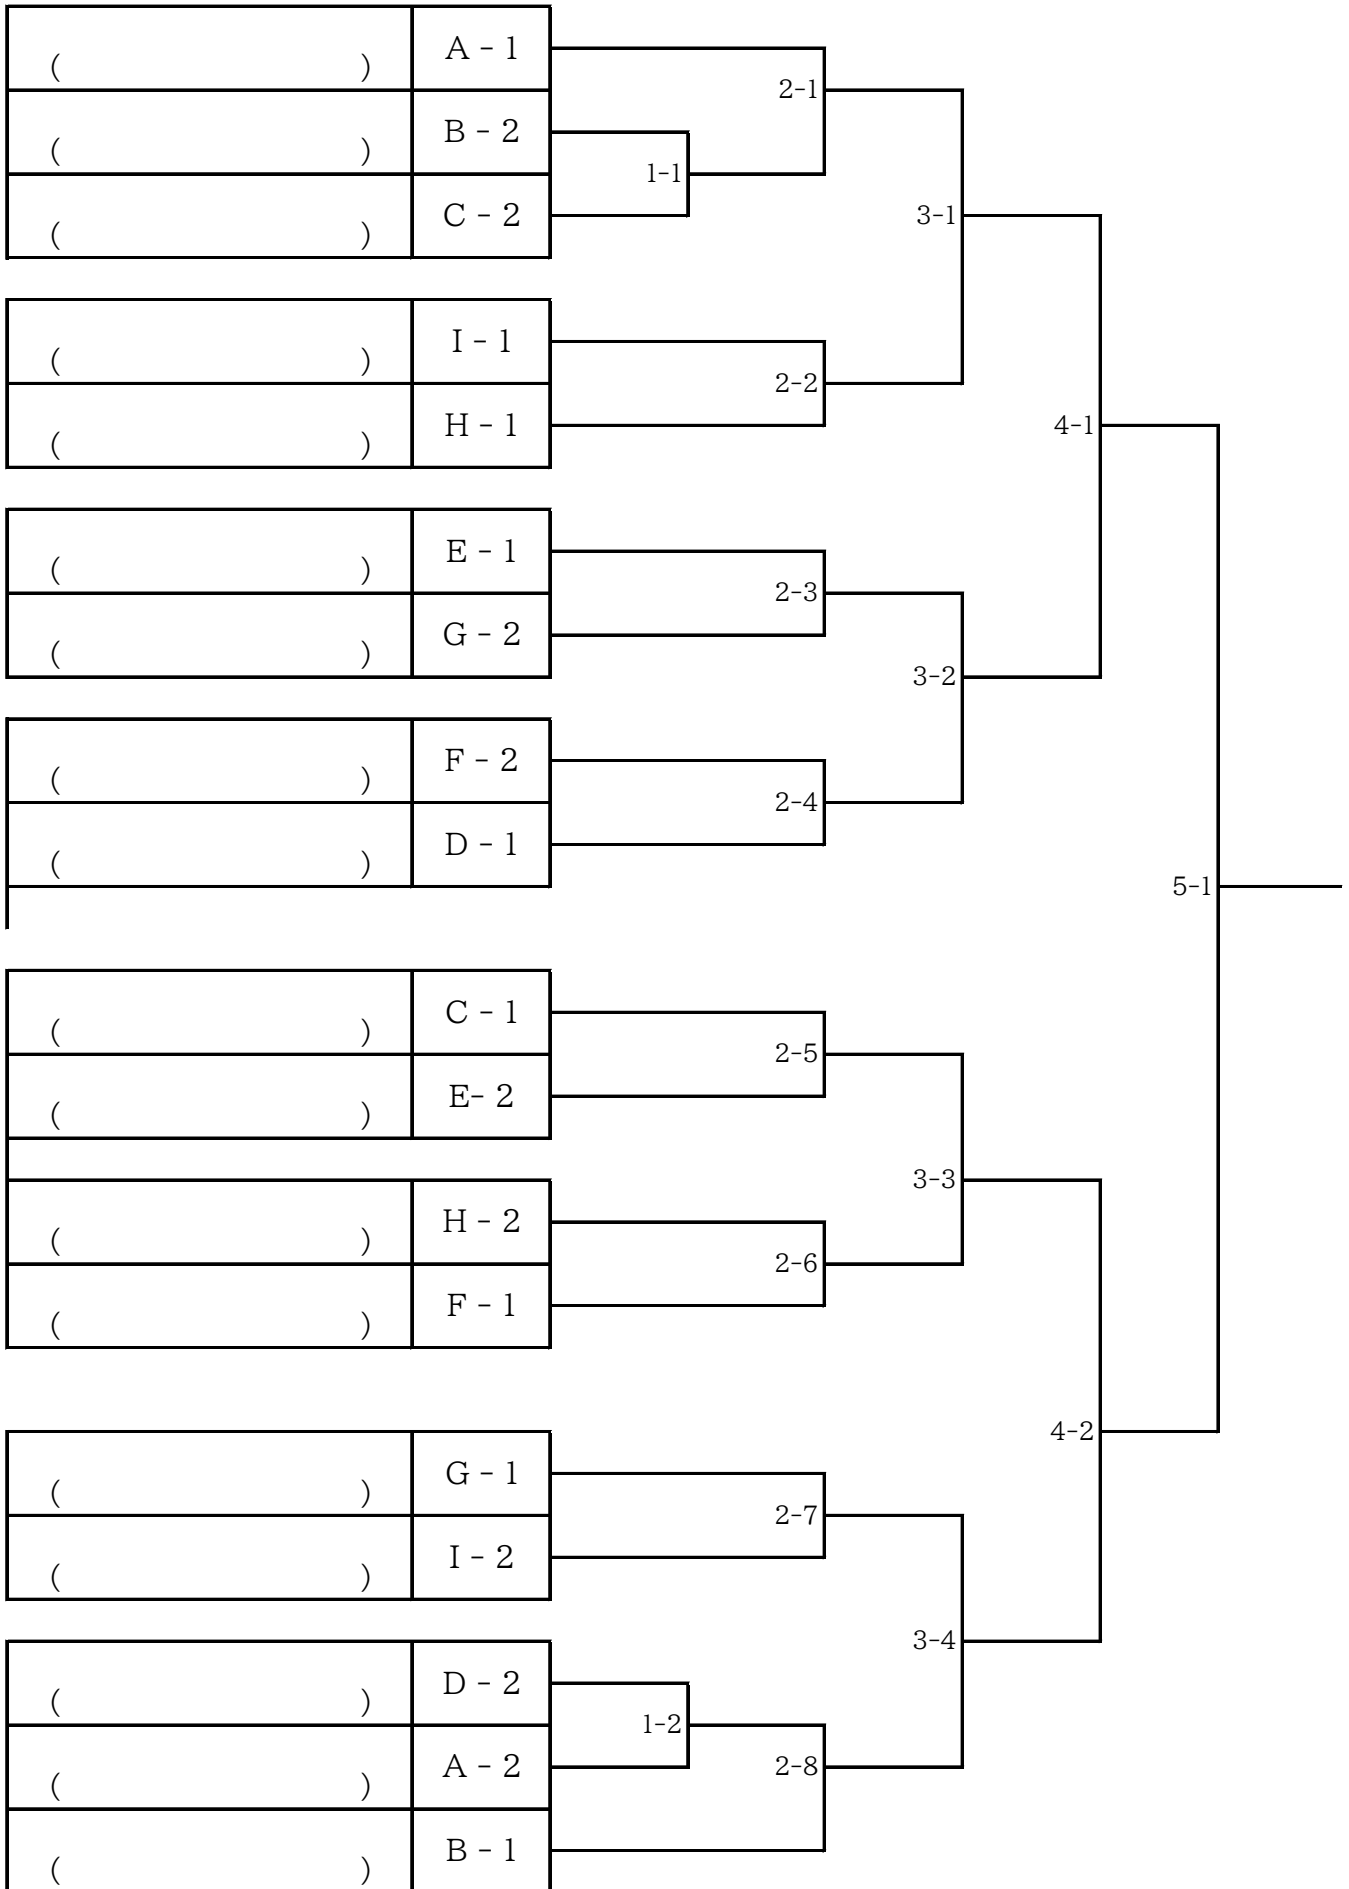 A - 1
( )
2-1
B - 2
( )
1-1
C - 2
( )
3-1
I - 1
( )
2-2
H - 1
( )
4-1
E - 1
( )
2-3
G - 2
( )
3-2
F - 2
( )
2-4
D - 1
( )
5-1
C - 1
( )
2-5
E- 2
( )
3-3
H - 2
( )
2-6
F - 1
( )
4-2
G - 1
( )
2-7
I - 2
( )
3-4
D - 2
( )
1-2
A - 2
( )
2-8
B - 1
( )